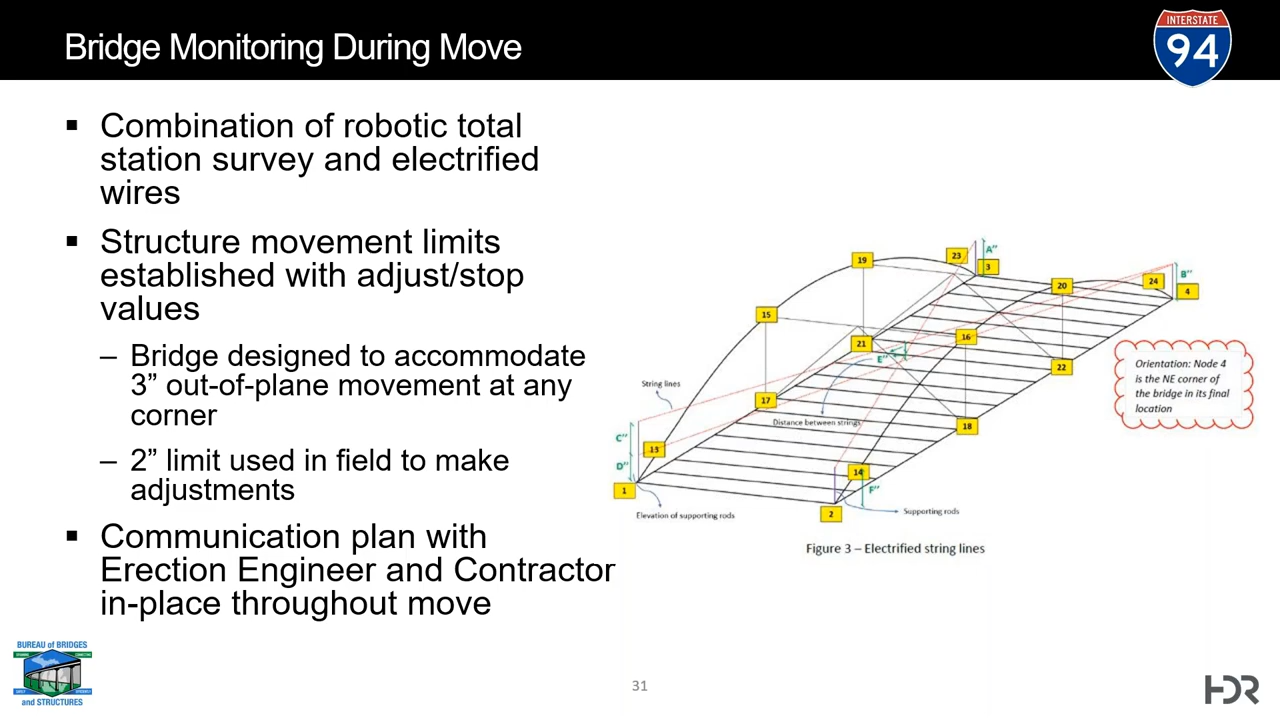 Bridge Monitoring During Move
INTERSTATE
94
▪ Combination of robotic total
station survey and electrified
wires
▪ Structure movement limits
established with adjust/stop
values
– Bridge designed to accommodate
3” out-of-plane movement at any
corner
– 2” limit used in field to make
adjustments
▪ Communication plan with
Erection Engineer and Contractor
in-place throughout move
A''
23
3
19
B''
24
4
20
15
16
21
E''
22
Orientation: Node 4
is the NE corner of
the bridge in its final
location
String lines
17
Distance between strings
18
C''
13
D''
14
1
F''
2
Elevation of supporting rods
Supporting rods
Figure 3 – Electrified string lines
BUREAU of BRIDGES
and STRUCTURES
31
HDR